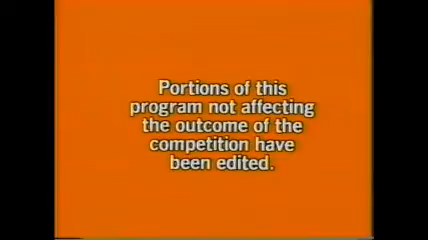 Portions of this
program not affecting
the outcome of the
competition have
been edited.